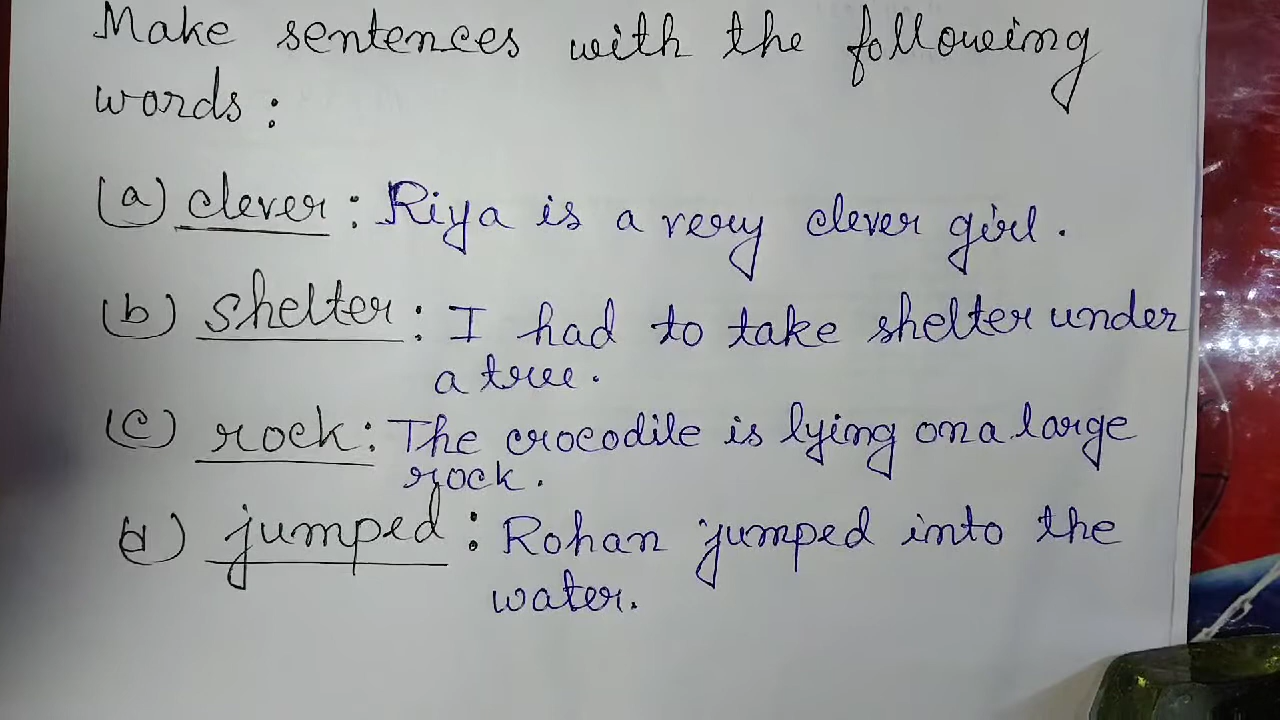 Make sentences with the following
words:
(a) clever: Riya is a very clever girl.
(b) shelter: I had to take shelter under
a tree.
(c) rock: The crocodile is lying on a large
rock.
(d) jumped: Rohan jumped into the
water.